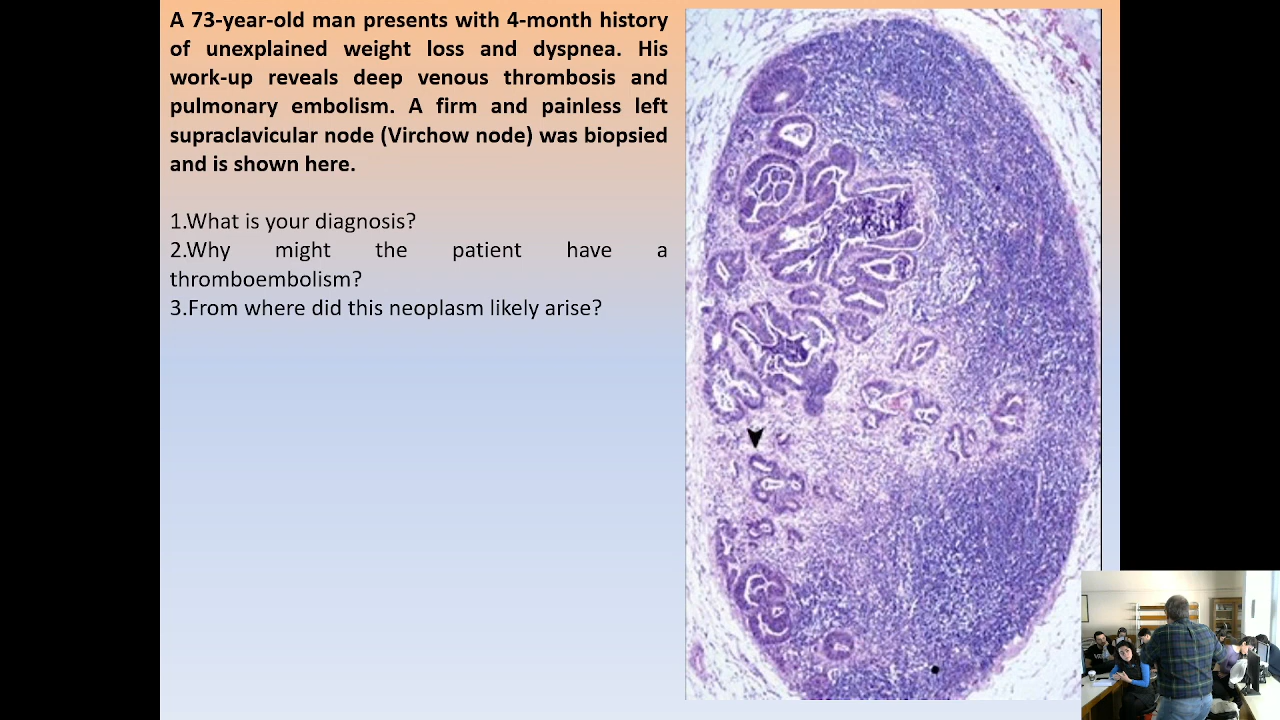 A 73-year-old man presents with 4-month history
of unexplained weight loss and dyspnea. His
work-up reveals deep venous thrombosis and
pulmonary embolism. A firm and painless left
supraclavicular node (Virchow node) was biopsied
and is shown here.
1.What is your diagnosis?
2.Why might the patient have a
thromboembolism?
3.From where did this neoplasm likely arise?